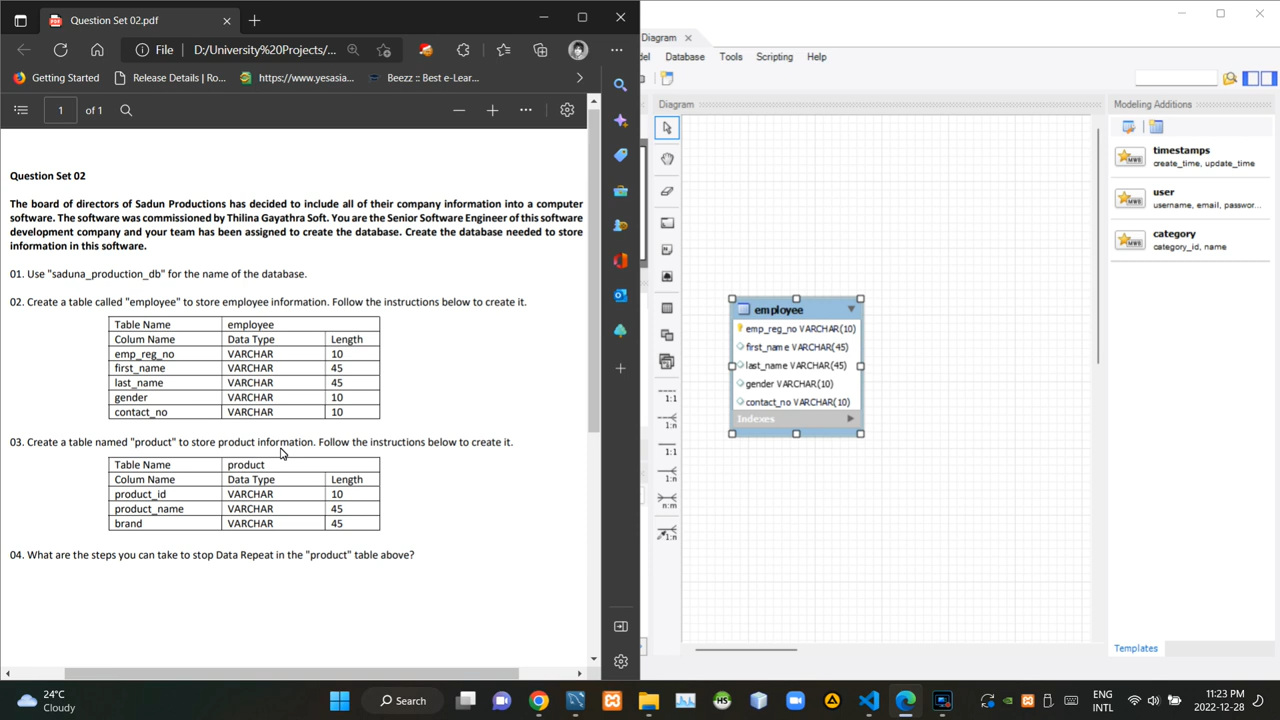 Question Set 02.pdf
File
D:/University%20Projects/...
Getting Started
Release Details | Ro...
https://www.yesasia...
Beezz :: Best e-Lear...
1
of 1
Question Set 02
The board of directors of Sadun Productions has decided to include all of their company information into a computer
software. The software was commissioned by Thilina Gayathra Soft. You are the Senior Software Engineer of this software
development company and your team has been assigned to create the database. Create the database needed to store
information in this software.
01. Use "saduna_production_db" for the name of the database.
02. Create a table called "employee" to store employee information. Follow the instructions below to create it.
Table Name employee
Colum Name Data Type Length
emp_reg_no VARCHAR 10
first_name VARCHAR 45
last_name VARCHAR 45
gender VARCHAR 10
contact_no VARCHAR 10
03. Create a table named "product" to store product information. Follow the instructions below to create it.
Table Name product
Colum Name Data Type Length
product_id VARCHAR 10
product_name VARCHAR 45
brand VARCHAR 45
04. What are the steps you can take to stop Data Repeat in the "product" table above?
Diagram
Database Tools Scripting Help
Diagram
1:1
1:n
1:1
1:n
n:m
1:n
employee
emp_reg_no VARCHAR(10)
first_name VARCHAR(45)
last_name VARCHAR(45)
gender VARCHAR(10)
contact_no VARCHAR(10)
Indexes
Modeling Additions
timestamps
create_time, update_time
user
username, email, passwor...
category
category_id, name
Templates
24°C
Cloudy
Search
ENG
INTL
11:23 PM
2022-12-28